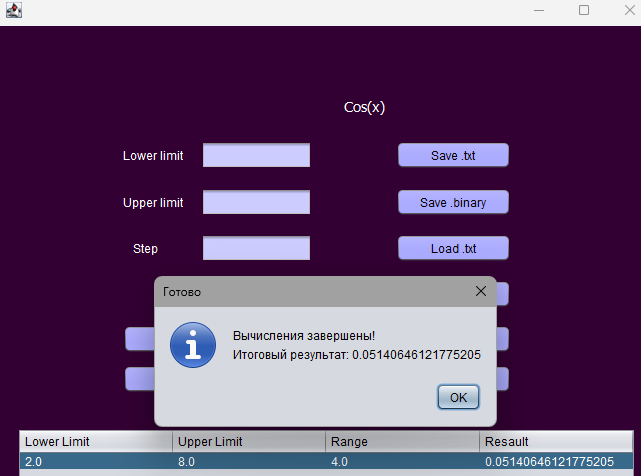 Cos(x)
Lower limit
Save .txt
Upper limit
Save .binary
Step
Load .txt
Готово
Вычисления завершены!
Итоговый результат: 0.05140646121775205
OK
Lower Limit Upper Limit Range Resault
2.0 8.0 4.0 0.05140646121775205